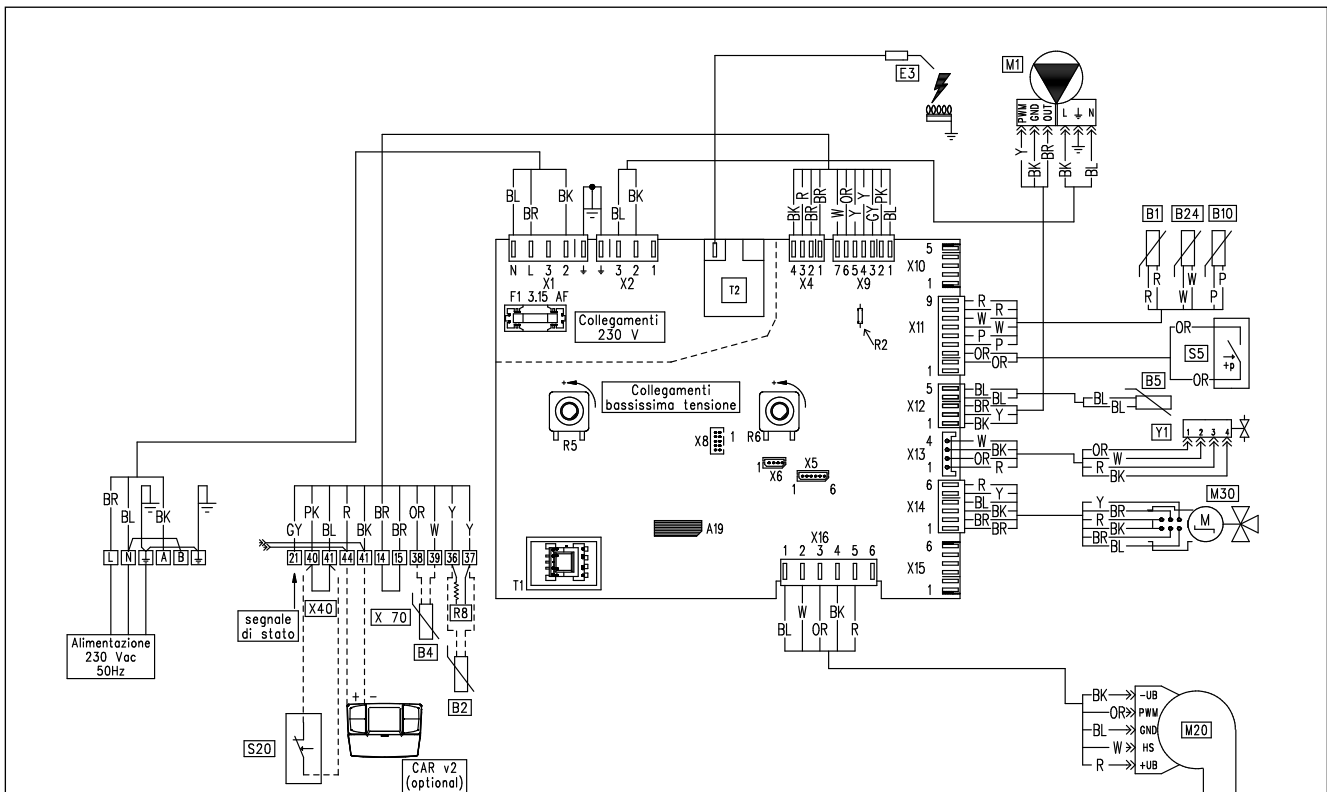 E3
M1
PWM
GND
OUT
L
N
Y
BK
BR
BK
BL
BL
BR
BK
BL
BK
BK
R
BR
BR
W
OR
Y
Y
GY
PK
BL
B1
B24
B10
R
R
W
W
P
P
N L 3 2
X1
3 2 1
X2
T2
4 3 2 1
X4
7 6 5 4 3 2 1
X9
5
X10
1
F1 3.15 AF
Collegamenti
230 V
R2
9
X11
1
R
R
W
W
P
P
OR
OR
OR
S5
+p
OR
Collegamenti
bassissima tensione
R5
R6
X8
1
5
X12
1
BL
BL
BR
Y
BK
BL
BL
B5
Y1
1 2 3 4
X6
1
X5
1
6
4
X13
1
W
BK
OR
R
OR
W
R
BK
6
X14
1
R
Y
BL
BK
BR
BR
Y
BR
R
BK
BR
BL
M
M30
A19
T1
6
X15
1
X16
1 2 3 4 5 6
BL
W
OR
BK
R
BR
BL
BK
L N A B
Alimentazione
230 Vac
50Hz
GY
PK
BL
R
BK
BR
BR
OR
W
Y
Y
21 40 41 44 41 14 15 38 39 36 37
segnale
di stato
X40
X 70
B4
R8
B2
S20
+ -
CAR v2
(optional)
BK
-UB
OR
PWM
BL
GND
W
HS
R
+UB
M20